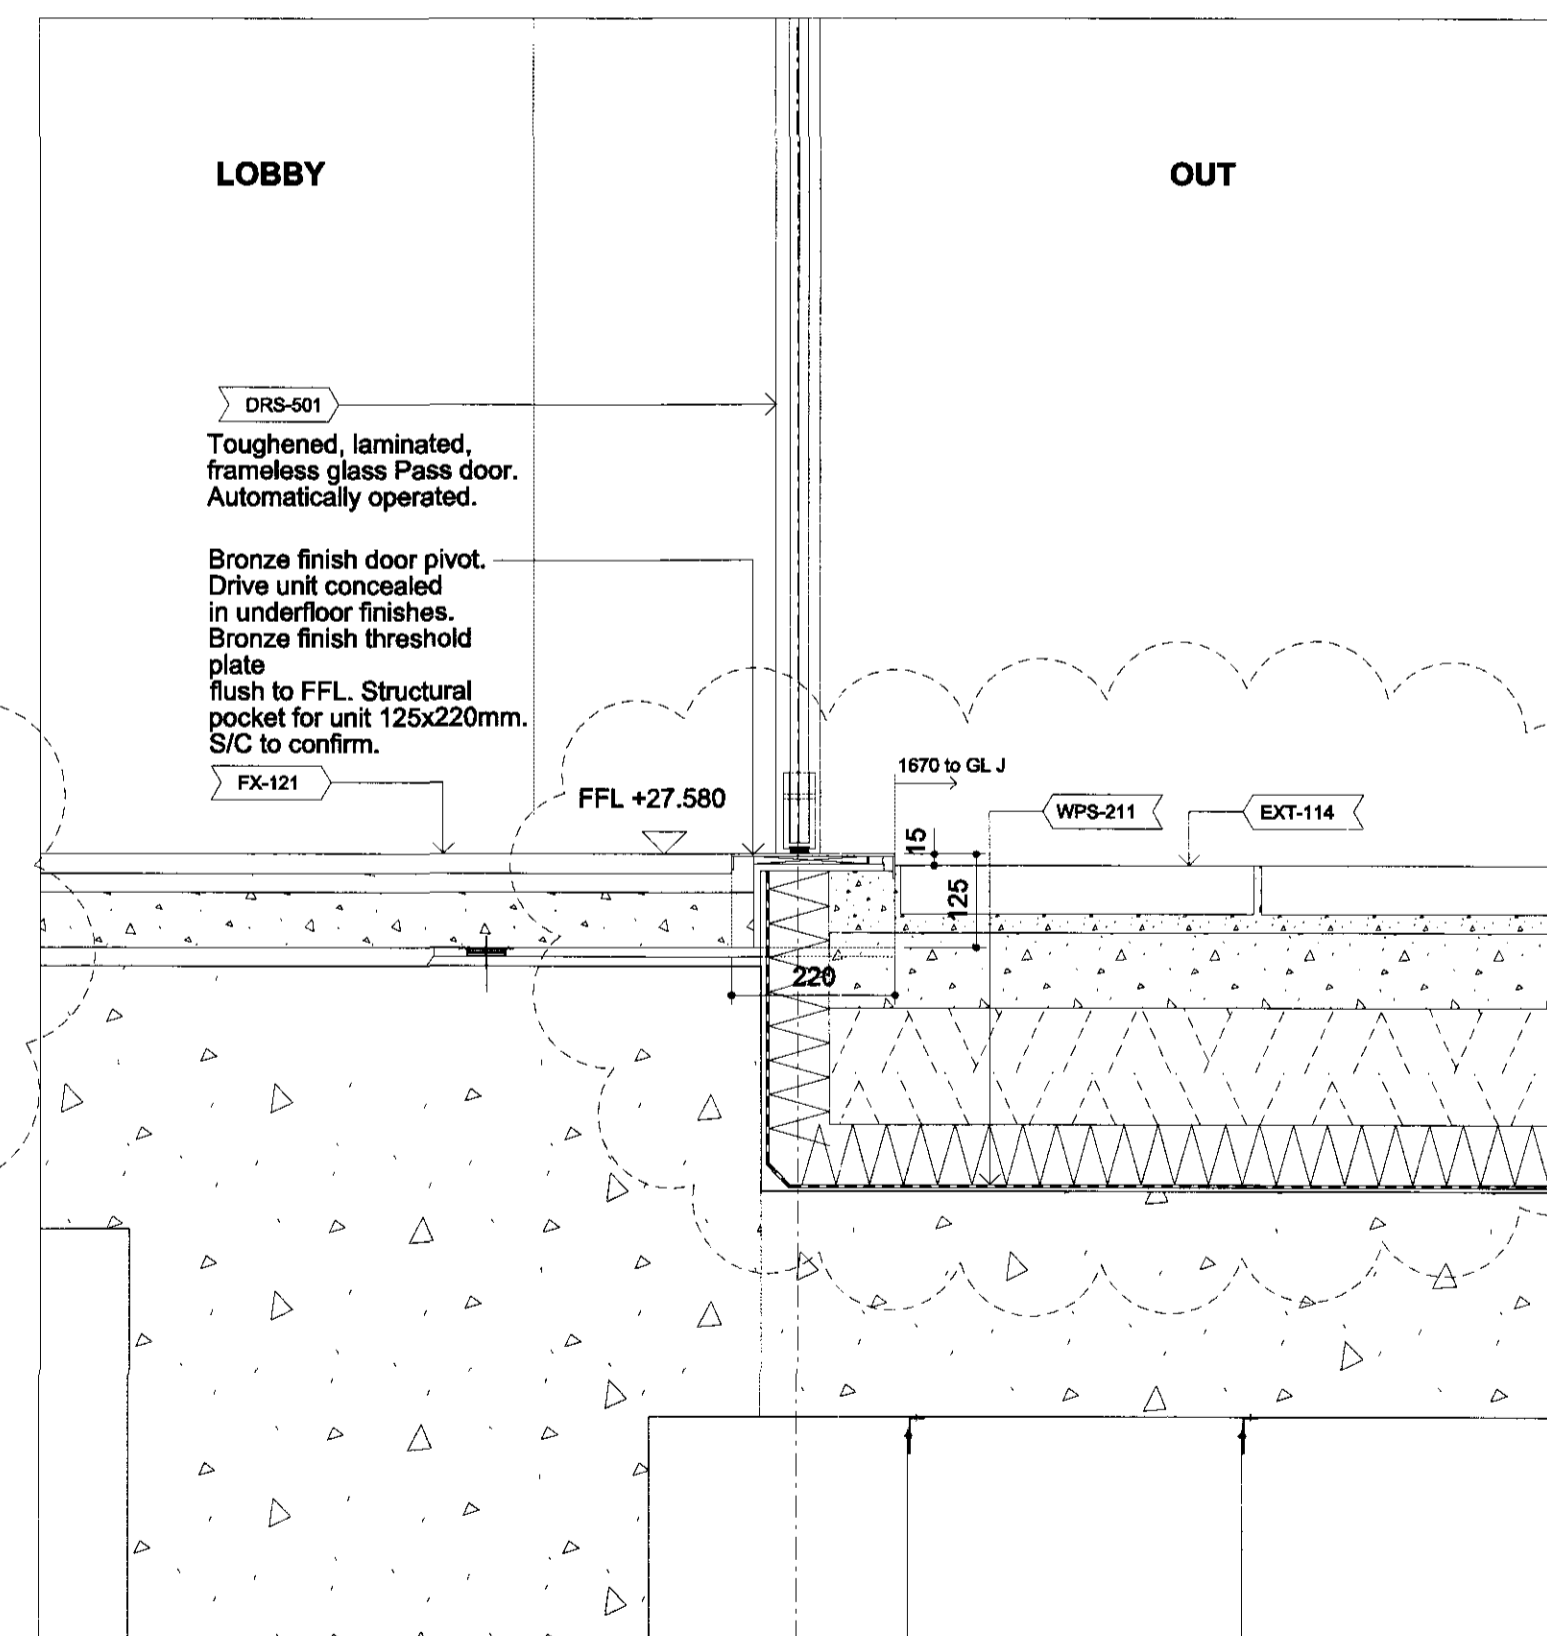 LOBBY
OUT
DRS-501
Toughened, laminated,
frameless glass Pass door.
Automatically operated.
Bronze finish door pivot.
Drive unit concealed
in underfloor finishes.
Bronze finish threshold
plate
flush to FFL. Structural
pocket for unit 125x220mm.
S/C to confirm.
FX-121
FFL +27.580
1670 to GL J
WPS-211
EXT-114
15
125
220